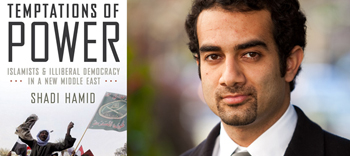 TEMPTATIONS OF
POWER
ISLAMISTS & ILLIBERAL DEMOCRACY
IN A NEW MIDDLE EAST
SHADI HAMID